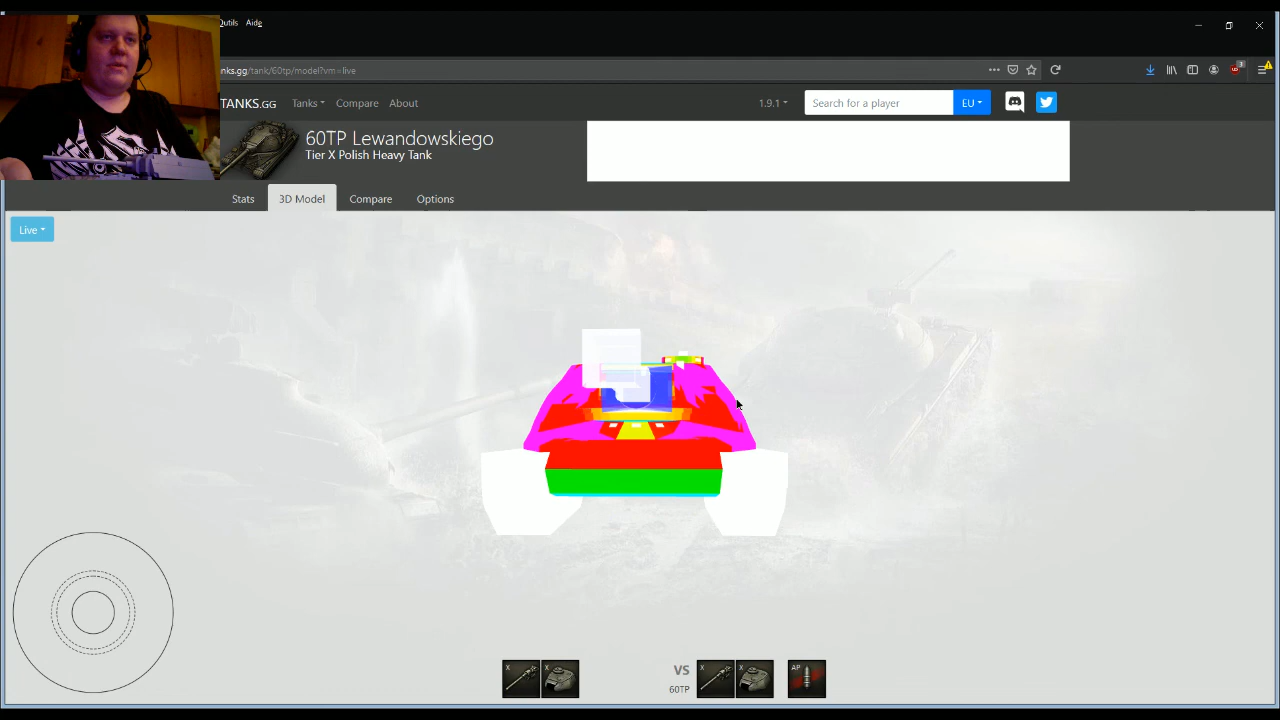 Outils Aide
nks.gg/tank/60tp/model?vm=live
TANKS.GG
Tanks
Compare
About
1.9.1
Search for a player
EU
60TP Lewandowskiego
Tier X Polish Heavy Tank
Stats
3D Model
Compare
Options
Live
X
X
VS
60TP
X
X
AP